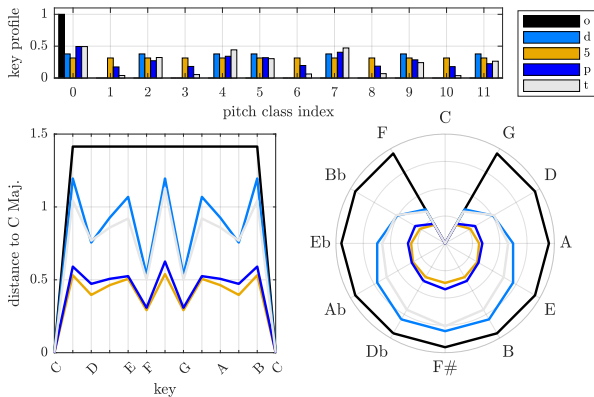 key profile
1
0.5
0
0 1 2 3 4 5 6 7 8 9 10 11
pitch class index
o
d
5
p
t
distance to C Maj.
1.5
1
0.5
0
C D E F G A B C
key
C
G
D
A
E
B
F#
Db
Ab
Eb
Bb
F